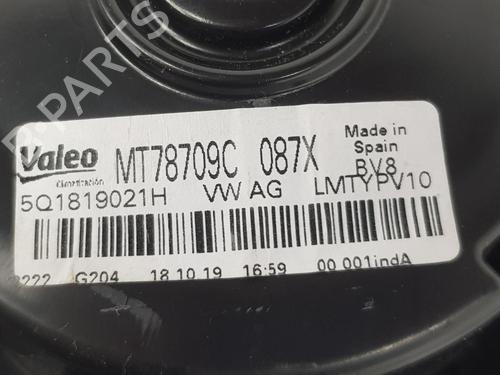 B-PARTS
Valeo MT78709C 087X Made in Spain
Climatización BV8
5Q1819021H VW AG LMTYPV10
G204 18 10 19 16:59 00 001indA